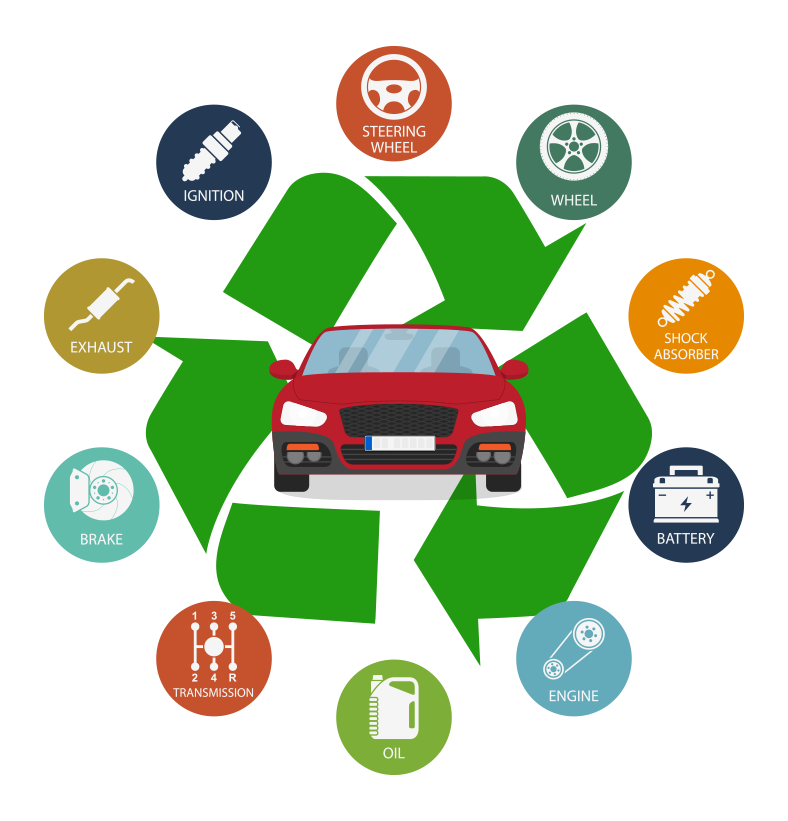 STEERING
WHEEL
WHEEL
SHOCK
ABSORBER
− +
BATTERY
ENGINE
OIL
1 3 5
2 4 R
TRANSMISSION
BRAKE
EXHAUST
IGNITION